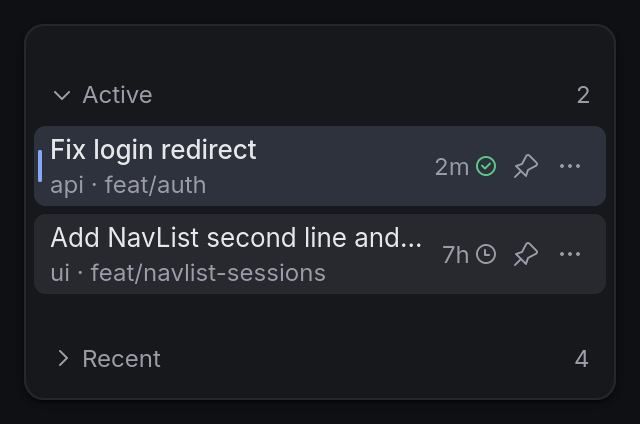 Active 2
Fix login redirect
api · feat/auth
2m
Add NavList second line and...
ui · feat/navlist-sessions
7h
Recent 4